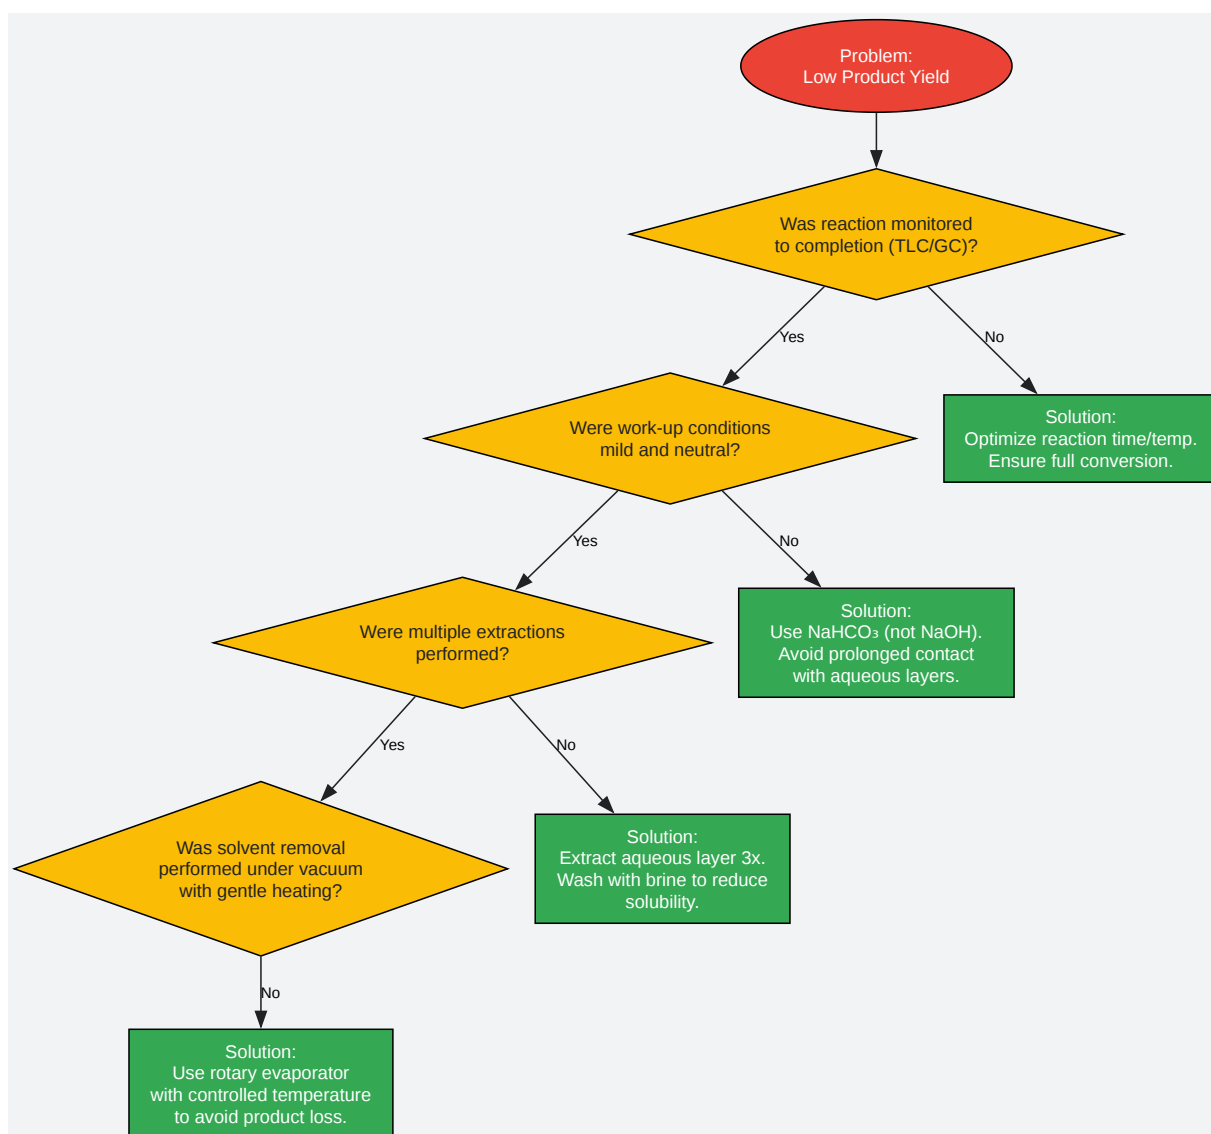 Problem:
Low Product Yield
Was reaction monitored
to completion (TLC/GC)?
Yes
No
Were work-up conditions
mild and neutral?
Solution:
Optimize reaction time/temp.
Ensure full conversion.
Yes
No
Were multiple extractions
performed?
Solution:
Use NaHCO₃ (not NaOH).
Avoid prolonged contact
with aqueous layers.
Yes
No
Was solvent removal
performed under vacuum
with gentle heating?
Solution:
Extract aqueous layer 3x.
Wash with brine to reduce
solubility.
No
Solution:
Use rotary evaporator
with controlled temperature
to avoid product loss.